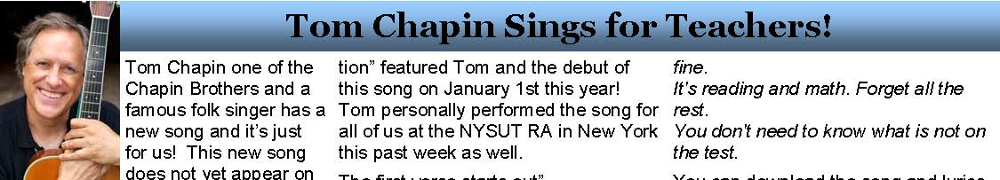 Tom Chapin Sings for Teachers!
Tom Chapin one of the
Chapin Brothers and a
famous folk singer has a
new song and it's just
for us!  This new song
does not yet appear on
tion” featured Tom and the debut of
this song on January 1st this year!
Tom personally performed the song for
all of us at the NYSUT RA in New York
this past week as well.
The first verse starts out”
fine.
It’s reading and math. Forget all the
rest.
You don’t need to know what is not on
the test.
You can download the song and lyrics